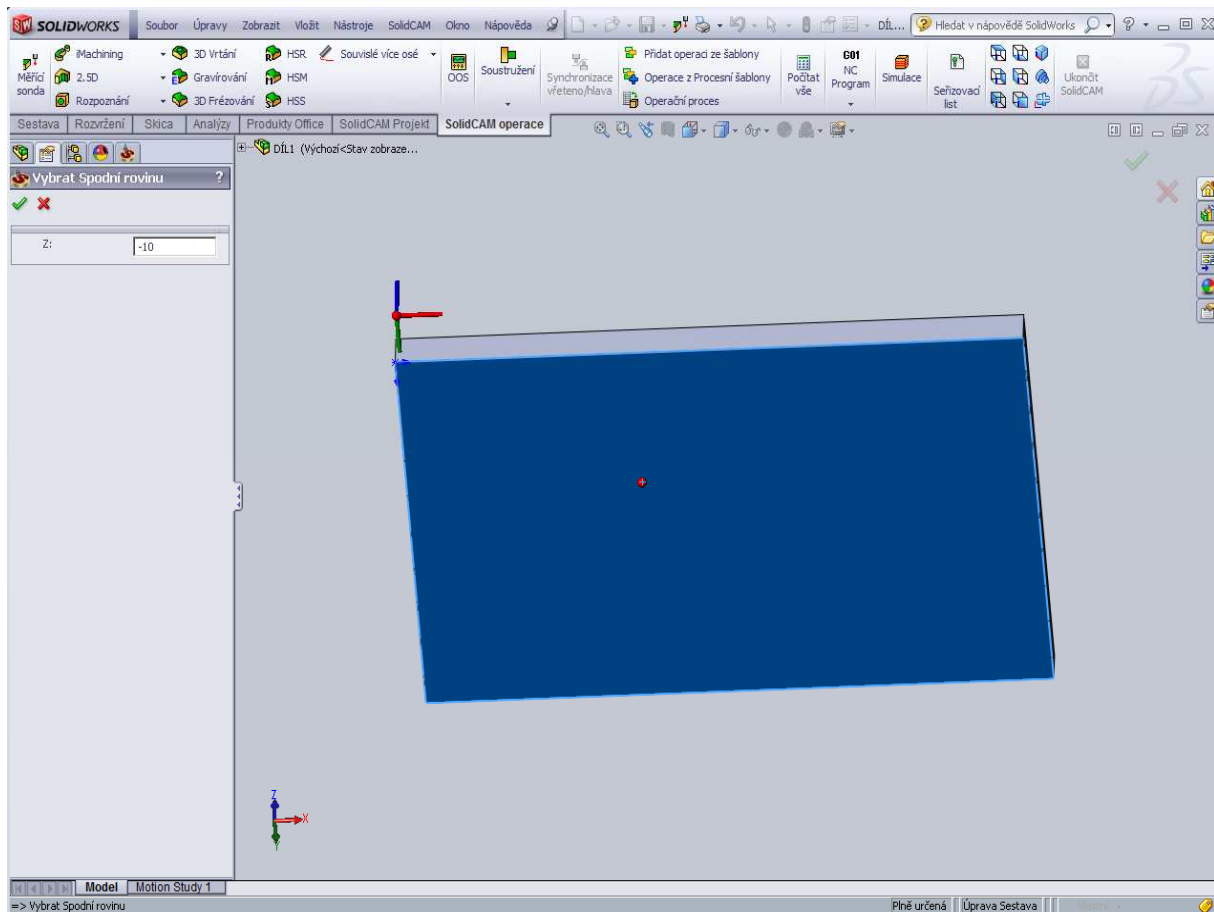 SOLIDWORKS Soubor Úpravy Zobrazit Vložit Nástroje SolidCAM Okno Nápověda DÍL... Hledat v nápovědě SolidWorks ?
iMachining 3D Vrtání HSR Souvislé více osé Přidat operaci ze šablony G01
Měřící sonda 2.5D Gravírování HSM OOS Soustružení Synchronizace vřeteno/hlava Operace z Procesní šablony Počítat vše NC Program Simulace Seřizovací list Ukončit SolidCAM
Rozpoznání 3D Frézování HSS Operační proces
Sestava Rozvržení Skica Analýzy Produkty Office SolidCAM Projekt SolidCAM operace
DÍL1 (Výchozí<Stav zobraze...
Vybrat Spodní rovinu ?
Z: -10
Z
X
Y
Model Motion Study 1
=> Vybrat Spodní rovinu Plně určená Úprava Sestava Vlastní